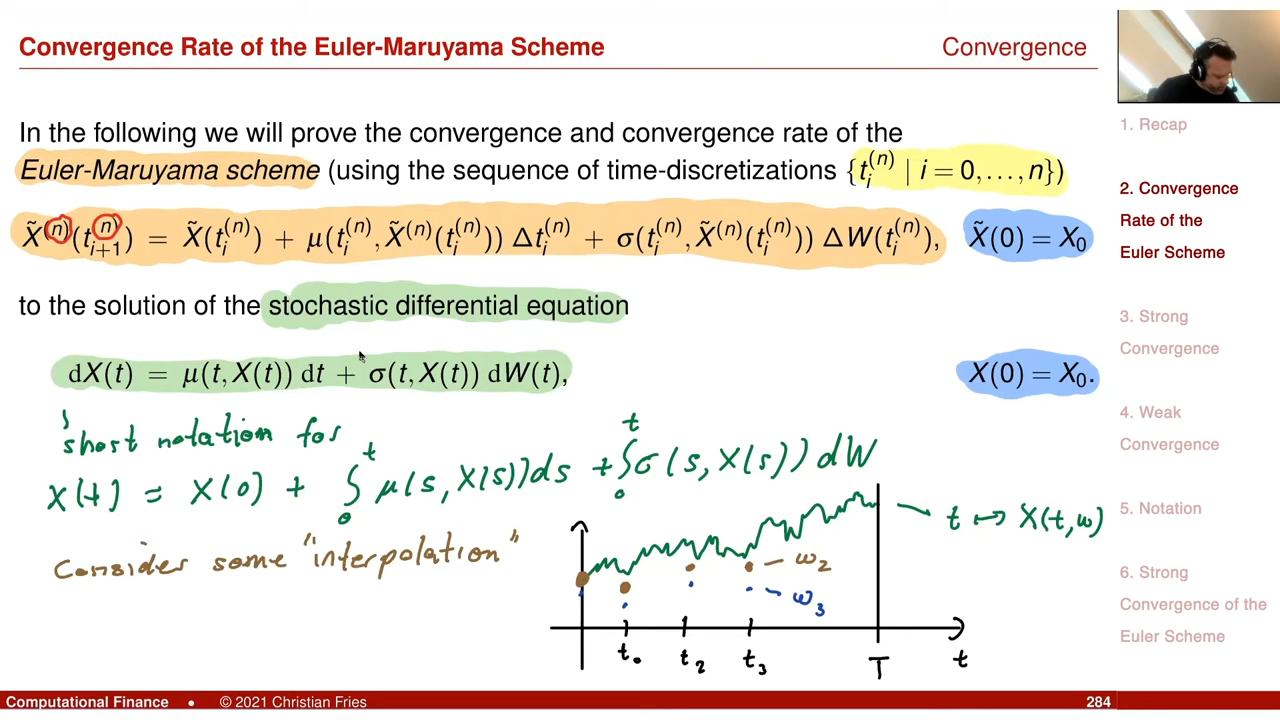 Convergence Rate of the Euler-Maruyama Scheme
Convergence
In the following we will prove the convergence and convergence rate of the
Euler-Maruyama scheme (using the sequence of time-discretizations {t_i^(n) | i = 0, . . . , n})
X̃^(n)(t_{i+1}^(n)) = X̃(t_i^(n)) + μ(t_i^(n), X̃^(n)(t_i^(n))) Δt_i^(n) + σ(t_i^(n), X̃^(n)(t_i^(n))) ΔW(t_i^(n)), X̃(0) = X_0
to the solution of the stochastic differential equation
dX(t) = μ(t, X(t)) dt + σ(t, X(t)) dW(t), X(0) = X_0.
short notation for
X(t) = X(0) + ∫_0^t μ(s, X(s)) ds + ∫_0^t σ(s, X(s)) dW
consider some "interpolation"
t ↦ X(t, ω)
ω_2
ω_3
t_0 t_2 t_3 T t
1. Recap
2. Convergence
Rate of the
Euler Scheme
3. Strong
Convergence
4. Weak
Convergence
5. Notation
6. Strong
Convergence of the
Euler Scheme
Computational Finance • © 2021 Christian Fries
284